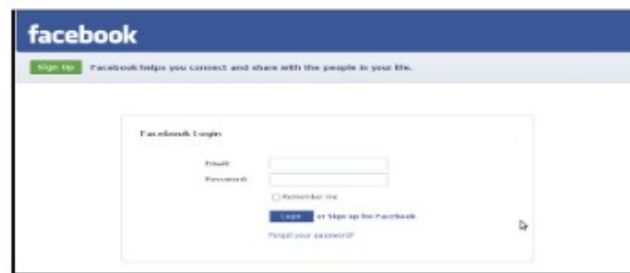 facebook
Sign Up Facebook helps you connect and share with the people in your life.
Facebook Login
Email:
Password:
Remember me
Login or Sign up for Facebook
Forgot your password?